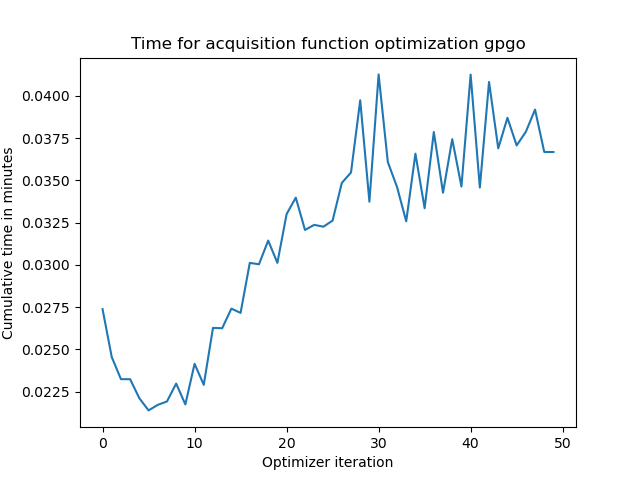 Time for acquisition function optimization gpgo
Cumulative time in minutes
0.0400
0.0375
0.0350
0.0325
0.0300
0.0275
0.0250
0.0225
0 10 20 30 40 50
Optimizer iteration